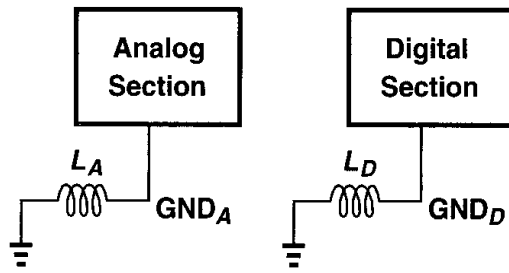 Analog
Section
Digital
Section
L_A
GND_A
L_D
GND_D